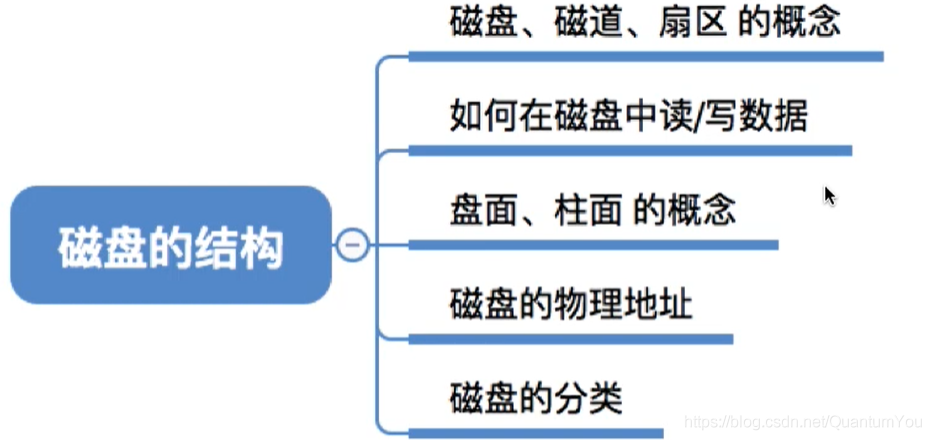 磁盘、磁道、扇区 的概念
如何在磁盘中读/写数据
盘面、柱面 的概念
磁盘的结构
磁盘的物理地址
磁盘的分类
https://blog.csdn.net/QuantumYou